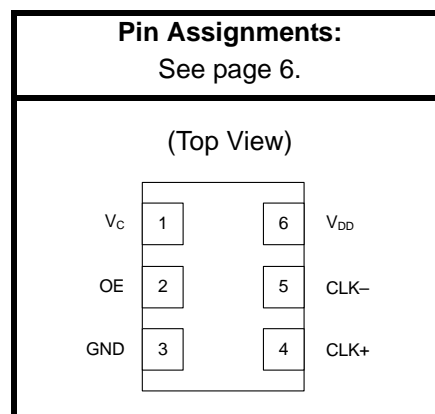 Pin Assignments:
See page 6.
(Top View)
VC 1 6 VDD
OE 2 5 CLK–
GND 3 4 CLK+